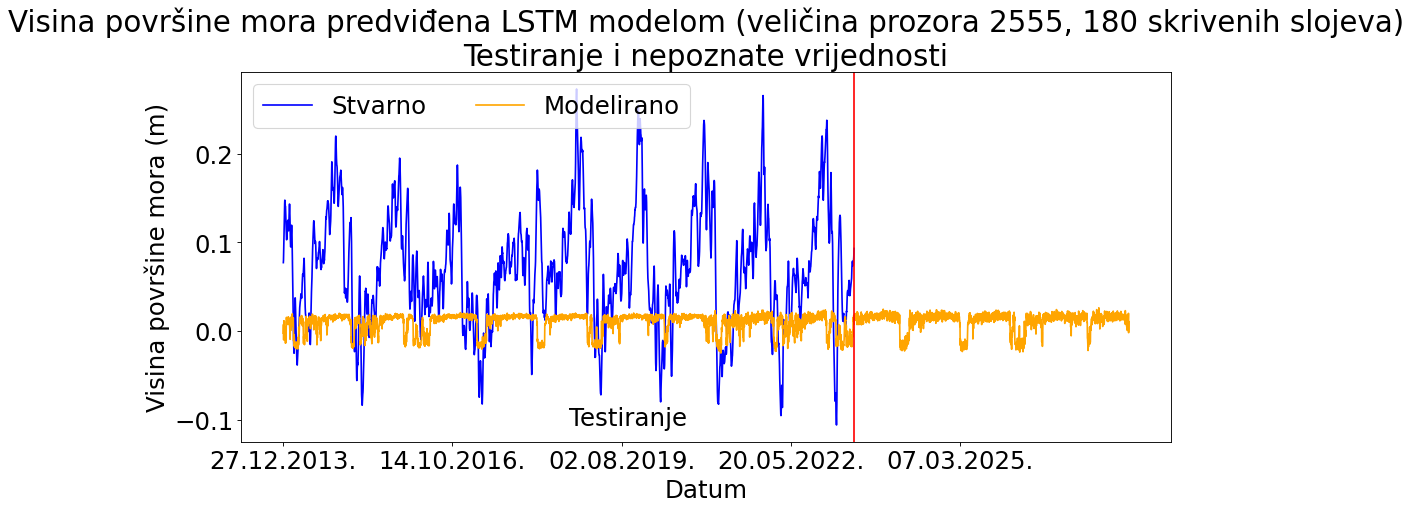 Visina površine mora predviđena LSTM modelom (veličina prozora 2555, 180 skrivenih slojeva)
Testiranje i nepoznate vrijednosti
Stvarno
Modelirano
Visina površine mora (m)
0.2
0.1
0.0
−0.1
Testiranje
27.12.2013.
14.10.2016.
02.08.2019.
20.05.2022.
07.03.2025.
Datum